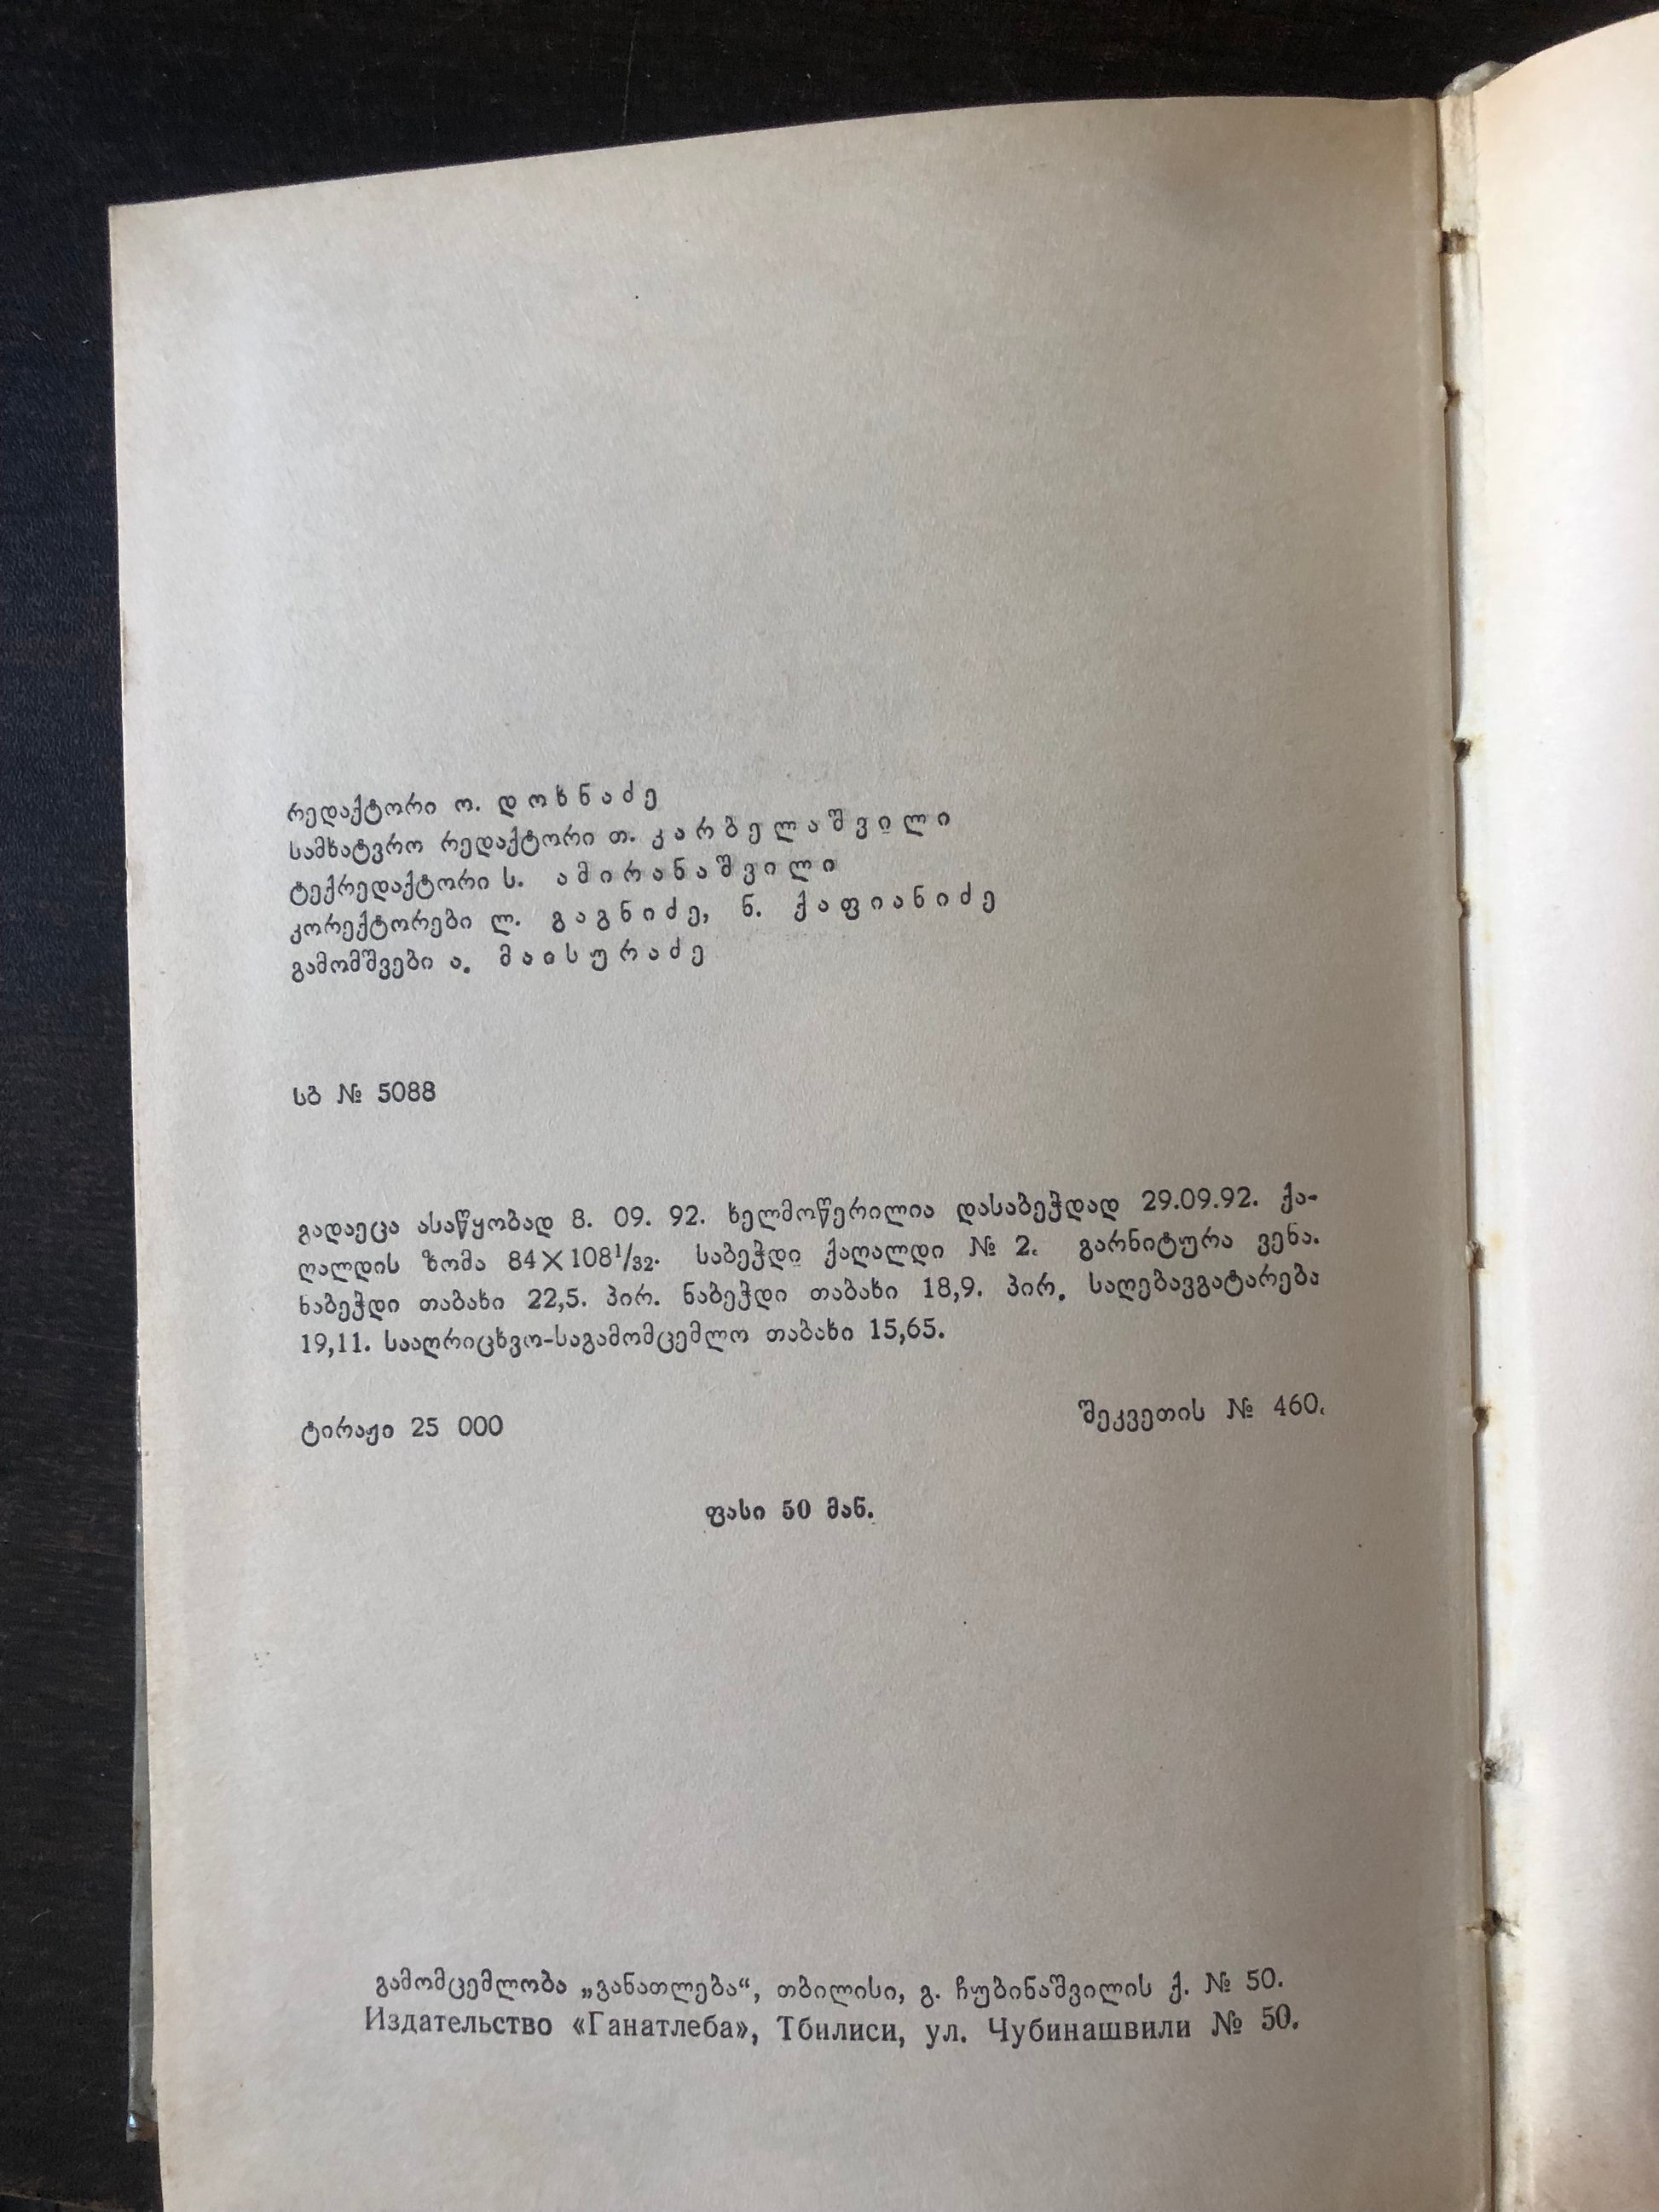 რედაქტორი ო. დოხნაძე
სამხატვრო რედაქტორი თ. კარბელაშვილი
ტექრედაქტორი ს. ამირანაშვილი
კორექტორები ლ. გაგნიძე, ნ. ქაფიანიძე
გამომშვები ა. მაისურაძე
სბ № 5088
გადაეცა ასაწყობად 8. 09. 92. ხელმოწერილია დასაბეჭდად 29.09.92. ქა-
ღალდის ზომა 84×108¹/₃₂. საბეჭდი ქაღალდი № 2. გარნიტურა ვენა.
ნაბეჭდი თაბახი 22,5. პირ. ნაბეჭდი თაბახი 18,9. პირ. საღებავგატარება
19,11. სააღრიცხვო-საგამომცემლო თაბახი 15,65.
ტირაჟი 25 000 შეკვეთის № 460.
ფასი 50 მან.
გამომცემლობა „განათლება“, თბილისი, გ. ჩუბინაშვილის ქ. № 50.
Издательство «Ганатлеба», Тбилиси, ул. Чубинашвили № 50.